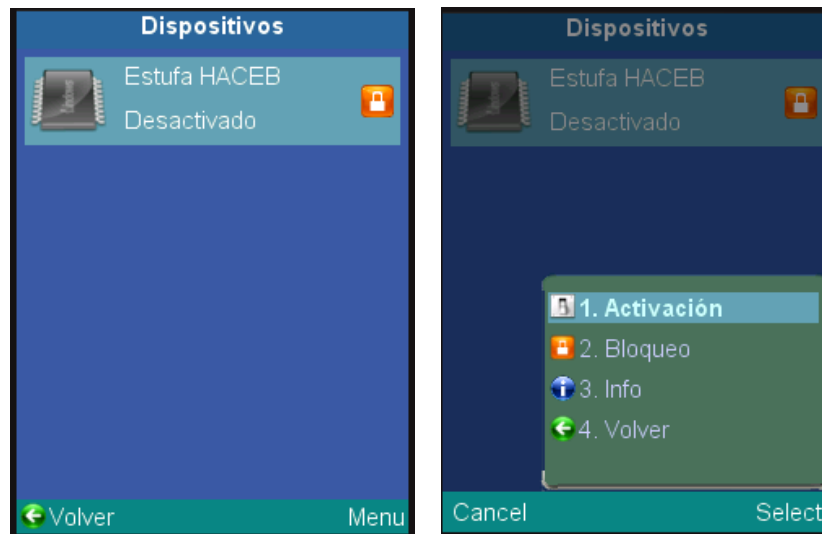 Dispositivos
Estufa HACEB
Desactivado
Volver
Menu
Dispositivos
Estufa HACEB
Desactivado
1. Activación
2. Bloqueo
3. Info
4. Volver
Cancel
Select